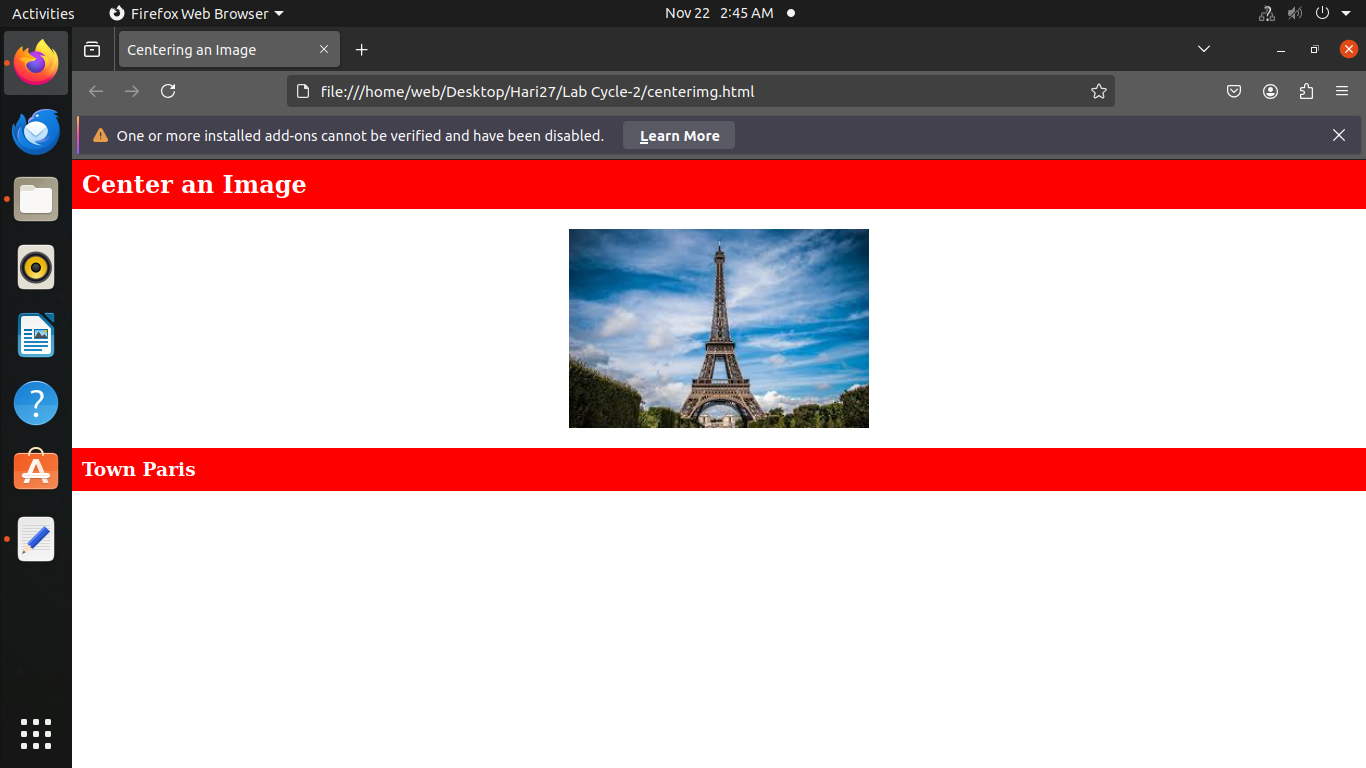 Activities Firefox Web Browser Nov 22 2:45 AM
Centering an Image
file:///home/web/Desktop/Hari27/Lab Cycle-2/centerimg.html
One or more installed add-ons cannot be verified and have been disabled. Learn More
Center an Image
Town Paris